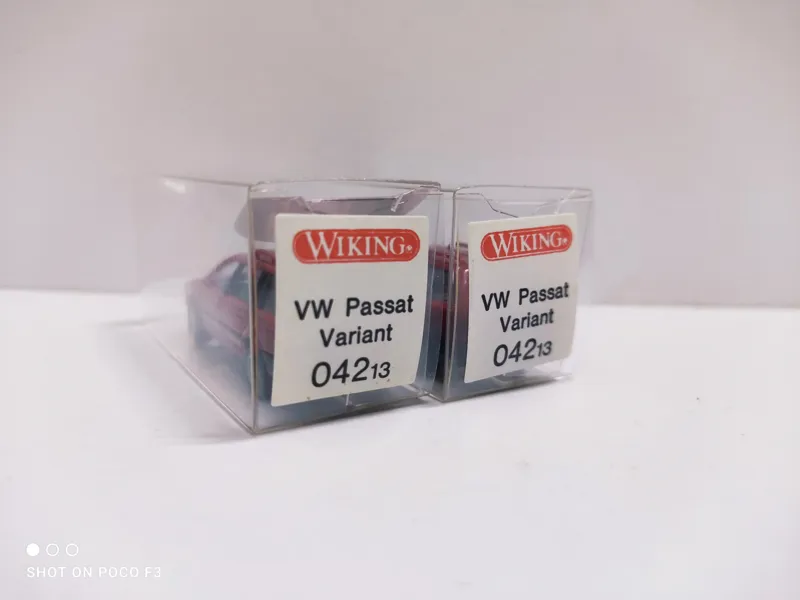 WIKING
VW Passat
Variant
04213
WIKING
VW Passat
Variant
04213
SHOT ON POCO F3